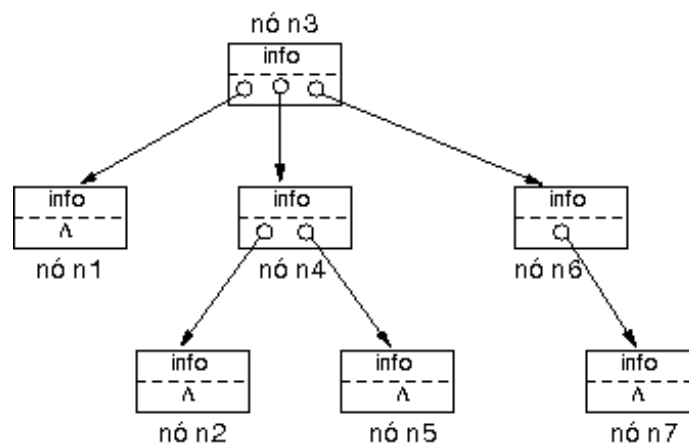 nó n3
info
info
Λ
nó n1
info
nó n4
info
nó n6
info
Λ
nó n2
info
Λ
nó n5
info
Λ
nó n7